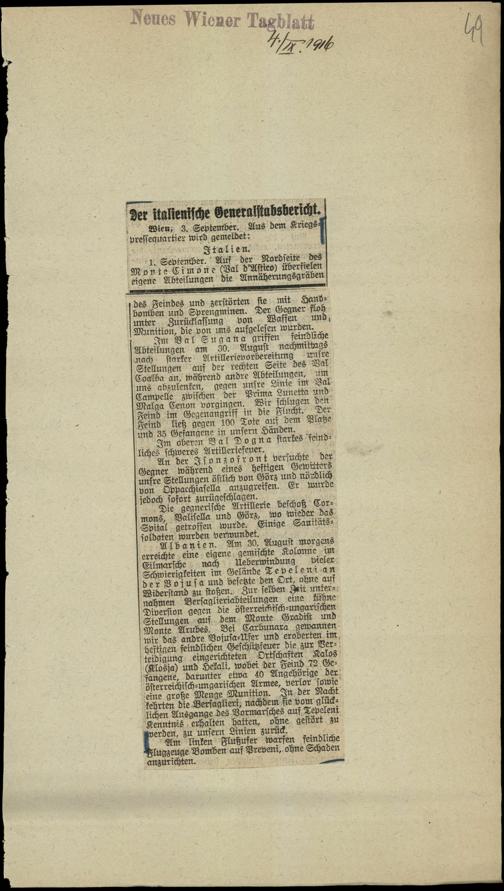 Neues Wiener Tagblatt
4./IX. 1916
49
Der italienische Generalstabsbericht.
Wien, 3. September. Aus dem Kriegs-
pressequartier wird gemeldet:
Italien.
1. September. Auf der Nordseite des
Monte Cimone (Val d'Astico) überfielen
eigene Abteilungen die Annäherungsgräben
des Feindes und zerstörten sie mit Hand-
bomben und Sprengminen. Der Gegner floh
unter Zurücklassung von Waffen und
Munition, die von uns aufgelesen wurden.
Im Val Sugana griffen feindliche
Abteilungen am 30. August nachmittags
nach starker Artillerievorbereitung unsre
Stellungen auf der rechten Seite des Val
Coalba an, während andre Abteilungen, um
uns abzulenken, gegen unsre Linie im Val
Campelle zwischen der Prima Lunetta und
Malga Cenon vorgingen. Wir schlugen den
Feind im Gegenangriff in die Flucht. Der
Feind ließ gegen 100 Tote auf dem Platze
und 35 Gefangene in unsern Händen.
Im oberen Val Dogna starkes feind-
liches schweres Artilleriefeuer.
An der Isonzofront versuchte der
Gegner während eines heftigen Gewitters
unsre Stellungen östlich von Görz und nördlich
von Oppacchiasella anzugreifen. Er wurde
jedoch sofort zurückgeschlagen.
Die gegnerische Artillerie beschoß Cor-
mons, Valisella und Görz, wo wieder das
Spital getroffen wurde. Einige Sanitäts-
soldaten wurden verwundet.
Albanien. Am 30. August morgens
erreichte eine eigene gemischte Kolonne im
Eilmarsche nach Ueberwindung vieler
Schwierigkeiten im Gelände Tepeleni an
der Vojusa und besetzte den Ort, ohne auf
Widerstand zu stoßen. Zur selben Zeit unter-
nahmen Bersaglieriabteilungen eine kühne
Diversion gegen die österreichisch-ungarischen
Stellungen auf dem Monte Gradist und
Monte Arubes. Bei Carbunara gewannen
wir das andre Vojusa-Ufer und eroberten im
heftigen feindlichen Geschützfeuer die zur Ver-
teidigung eingerichteten Ortschaften Kalos
(Klosja) und Hekali, wobei der Feind 72 Ge-
fangene, darunter etwa 40 Angehörige der
österreichisch-ungarischen Armee, verlor sowie
eine große Menge Munition. In der Nacht
kehrten die Bersaglieri, nachdem sie vom glück-
lichen Ausgange des Vormarsches auf Tepeleni
Kenntnis erhalten hatten, ohne gestört zu
werden, zu unsern Linien zurück.
Am linken Flußufer warfen feindliche
Flugzeuge Bomben auf Preveni, ohne Schaden
anzurichten.